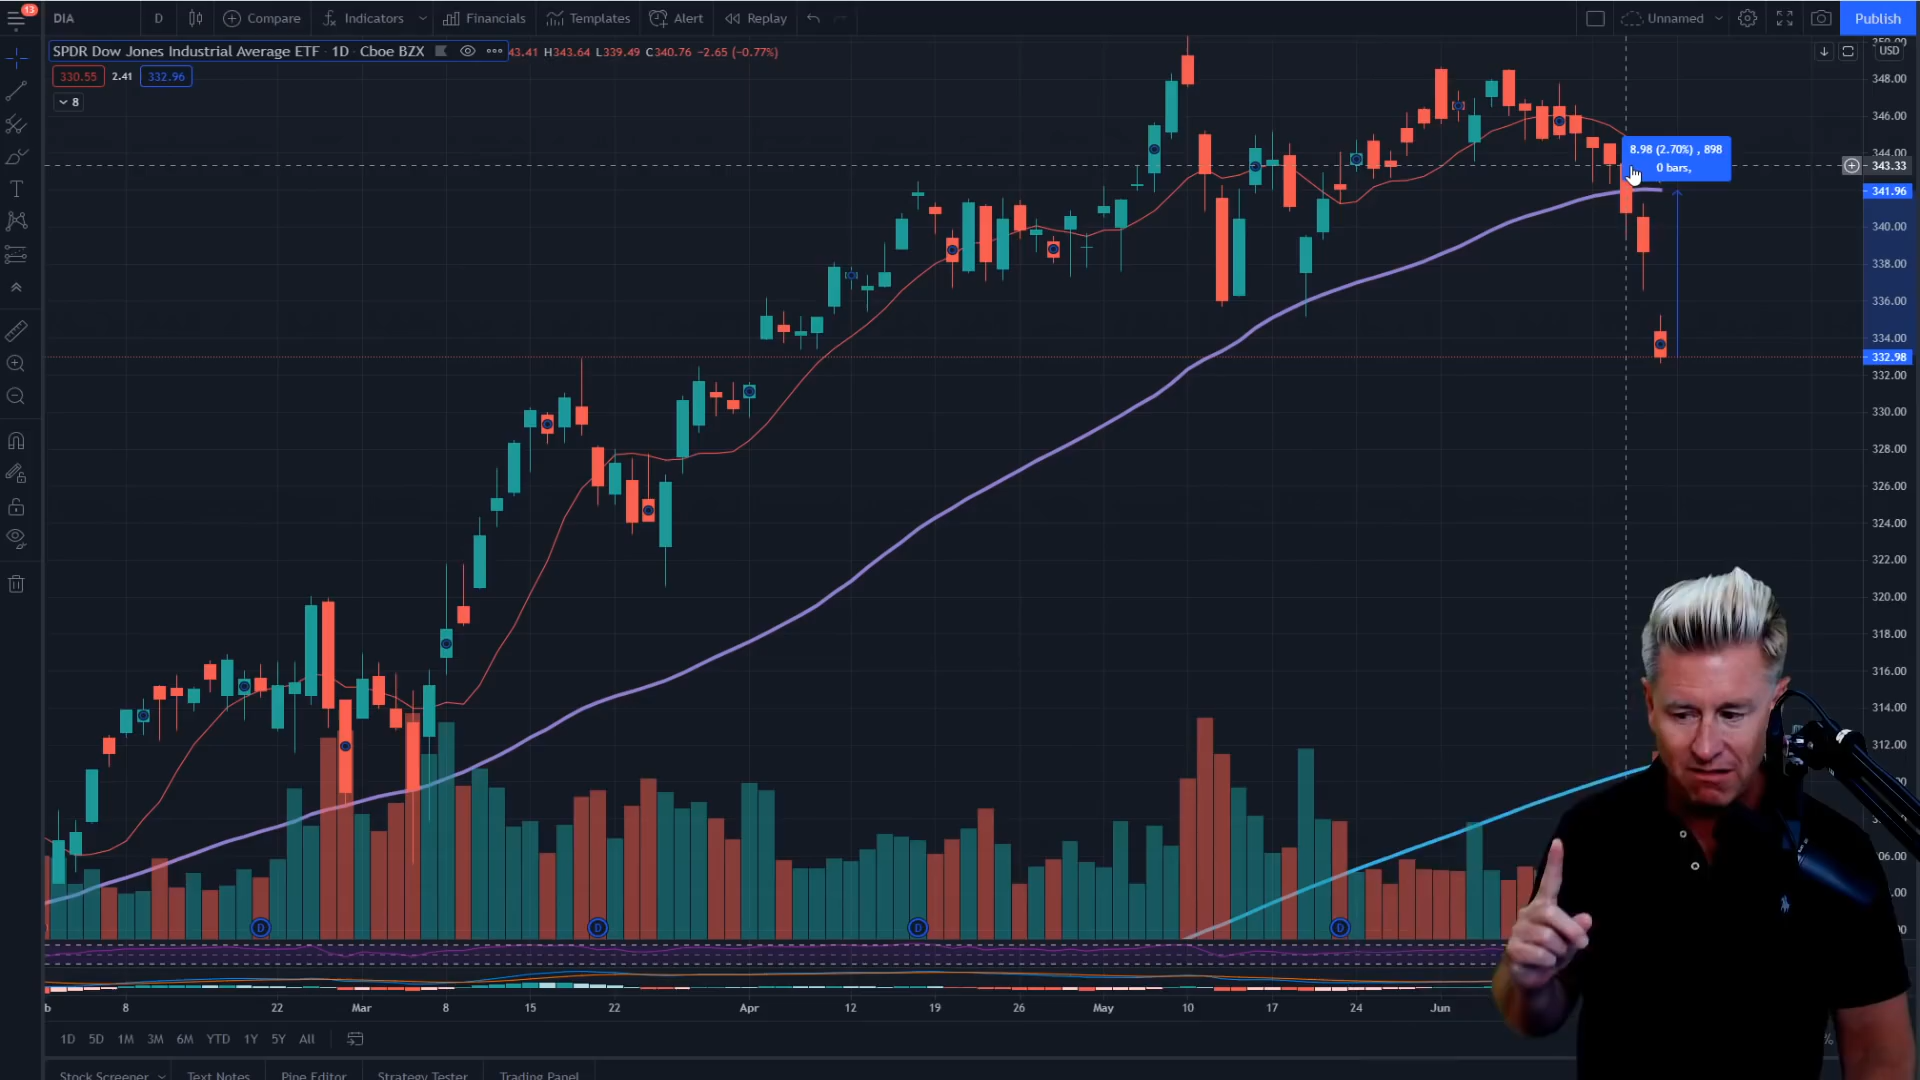 13
DIA
D
Compare
Indicators
Financials
Templates
Alert
Replay
Unnamed
Publish
SPDR Dow Jones Industrial Average ETF · 1D · Cboe BZX
43.41 H343.64 L339.49 C340.76 −2.65 (−0.77%)
330.55 2.41 332.96
8
USD
348.00
346.00
8.98 (2.70%) , 898
0 bars,
344.00
343.33
341.96
340.00
338.00
336.00
334.00
332.98
332.00
330.00
328.00
326.00
324.00
322.00
320.00
318.00
316.00
314.00
312.00
06.00
D D D D
b 8 22 Mar 8 15 22 Apr 12 19 26 May 10 17 24 Jun
1D 5D 1M 3M 6M YTD 1Y 5Y All
Stock Screener Text Notes Pine Editor Strategy Tester Trading Panel